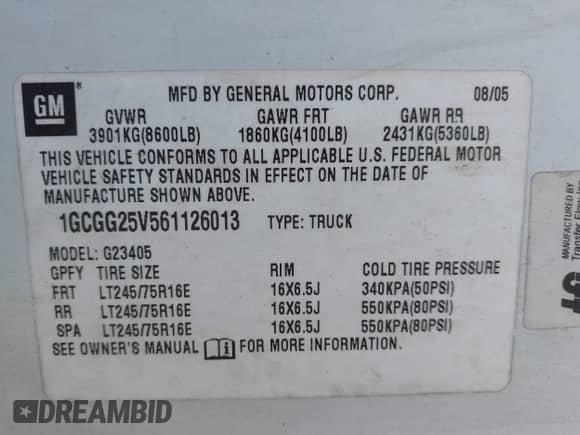 GM ®
MFD BY GENERAL MOTORS CORP. 08/05
GVWR GAWR FRT GAWR RR
3901KG(8600LB) 1860KG(4100LB) 2431KG(5360LB)
THIS VEHICLE CONFORMS TO ALL APPLICABLE U.S. FEDERAL MOTOR
VEHICLE SAFETY STANDARDS IN EFFECT ON THE DATE OF
MANUFACTURE SHOWN ABOVE.
1GCGG25V561126013 TYPE: TRUCK
MODEL: G23405
GPFY TIRE SIZE RIM COLD TIRE PRESSURE
FRT LT245/75R16E 16X6.5J 340KPA(50PSI)
RR LT245/75R16E 16X6.5J 550KPA(80PSI)
SPA LT245/75R16E 16X6.5J 550KPA(80PSI)
SEE OWNER'S MANUAL FOR MORE INFORMATION.
MANUFACTURED BY
Transfer Flow
DREAMBID